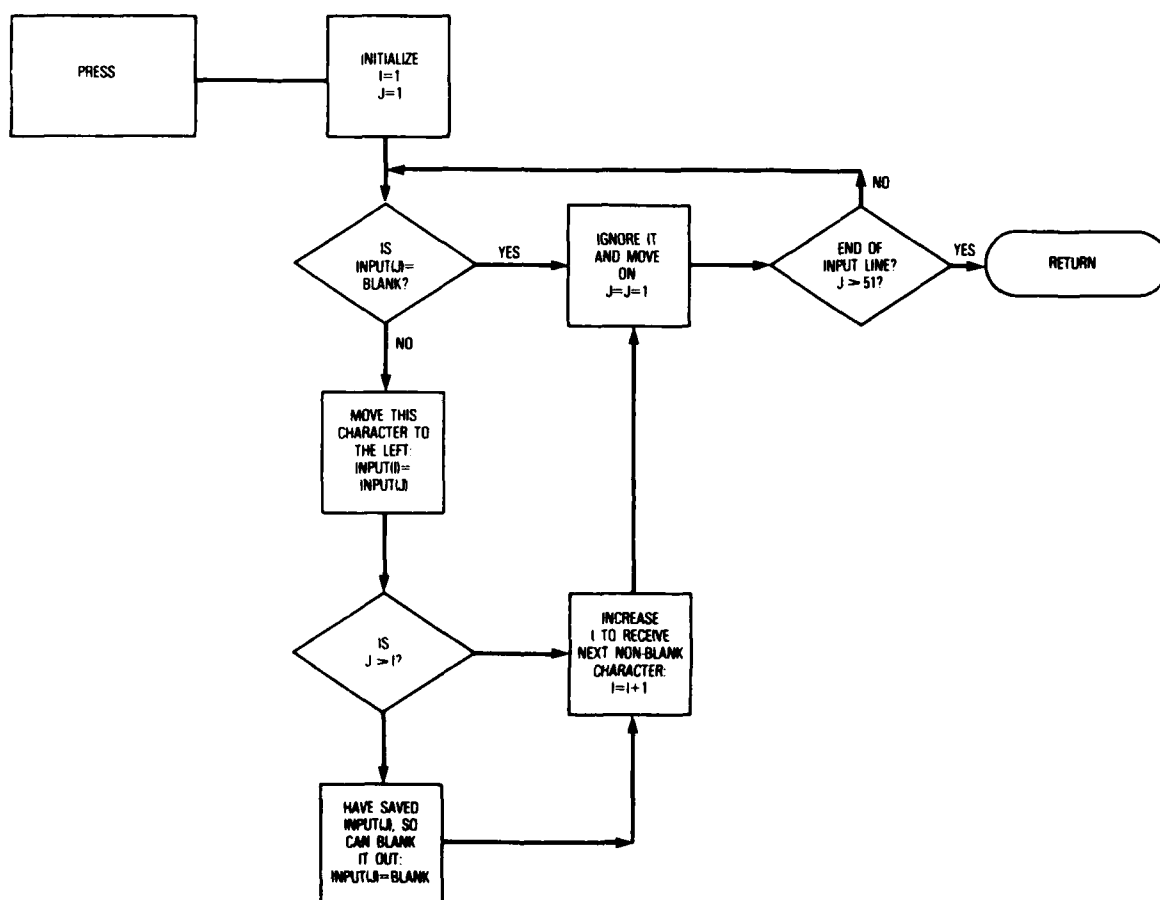 PRESS
INITIALIZE
I=1
J=1
NO
IS
INPUT(J)=
BLANK?
YES
IGNORE IT
AND MOVE
ON
J=J=1
END OF
INPUT LINE?
J > 51?
YES
RETURN
NO
MOVE THIS
CHARACTER TO
THE LEFT:
INPUT(I)=
INPUT(J)
IS
J > I?
INCREASE
I TO RECEIVE
NEXT NON-BLANK
CHARACTER:
I=I+1
HAVE SAVED
INPUT(J), SO
CAN BLANK
IT OUT:
INPUT(J)=BLANK